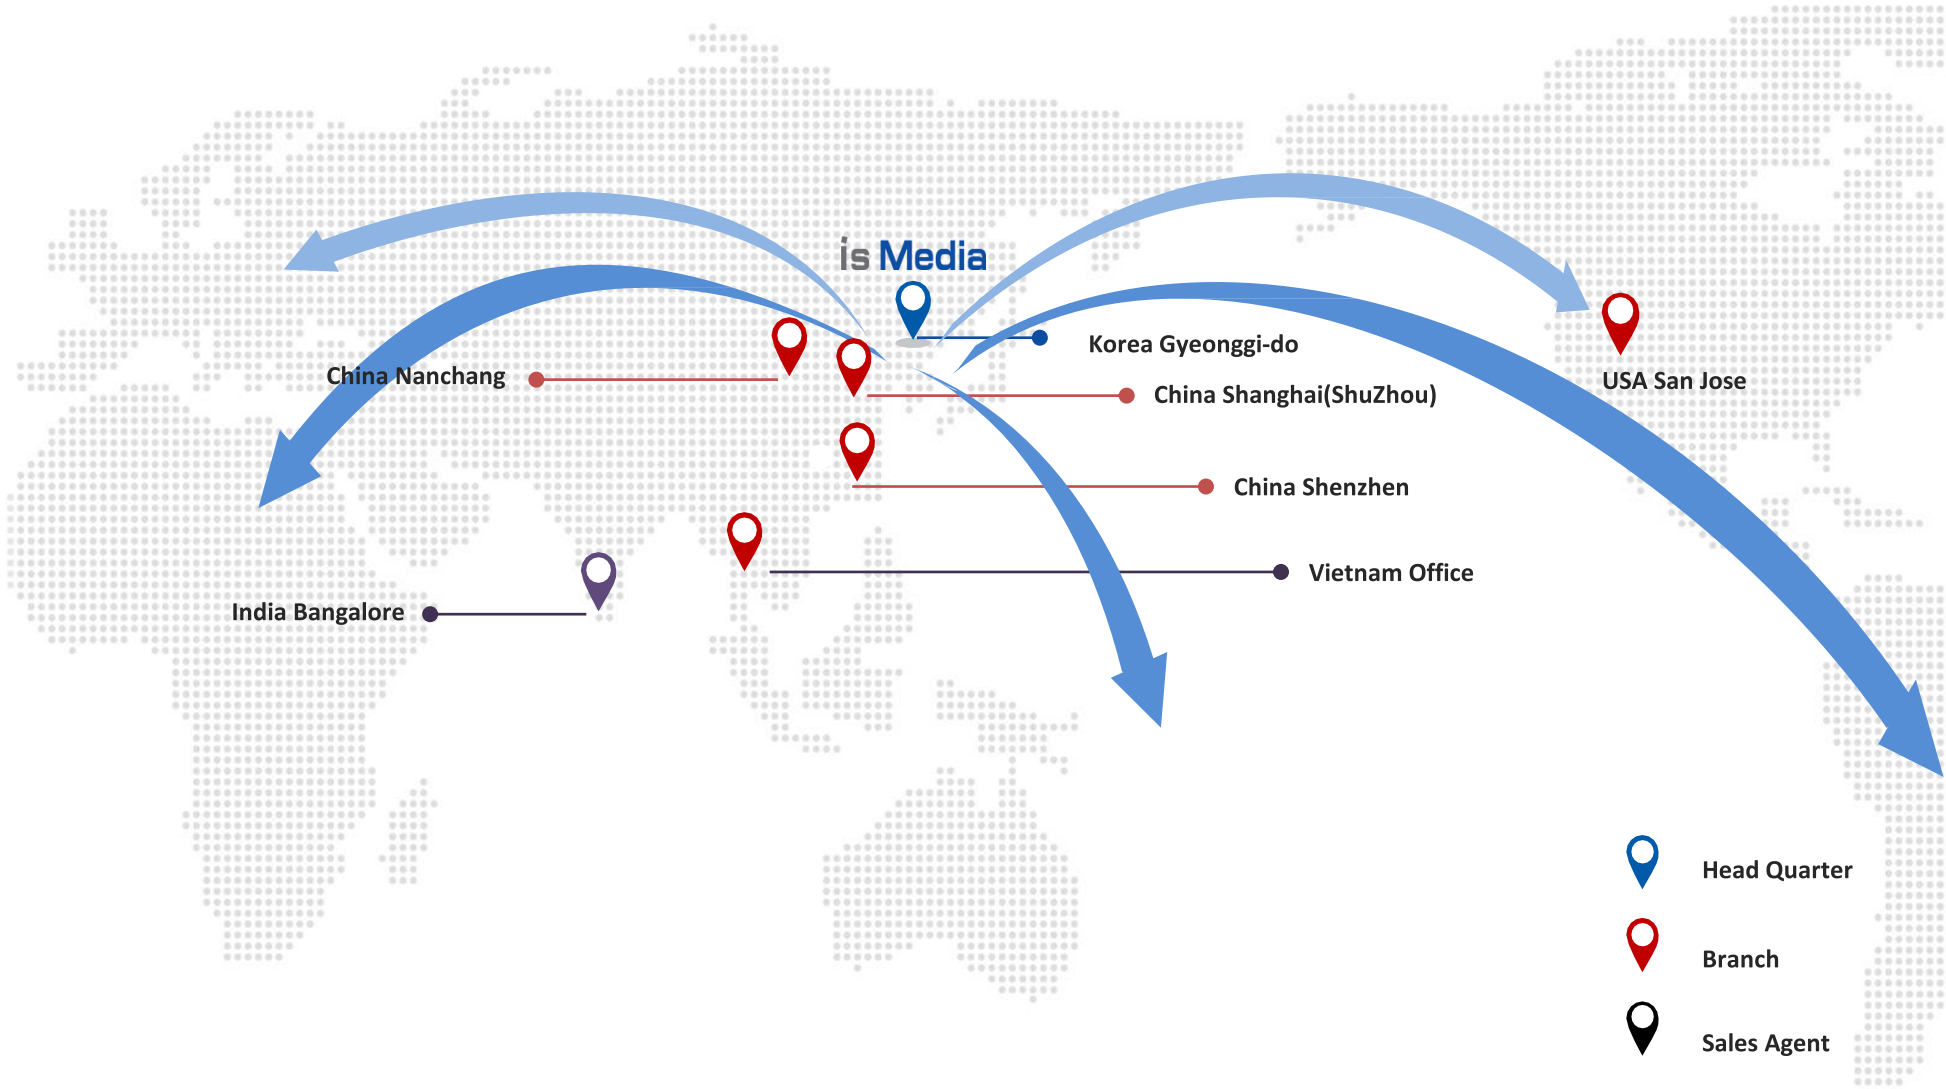 is Media
Korea Gyeonggi-do
China Nanchang
USA San Jose
China Shanghai(ShuZhou)
China Shenzhen
Vietnam Office
India Bangalore
Head Quarter
Branch
Sales Agent